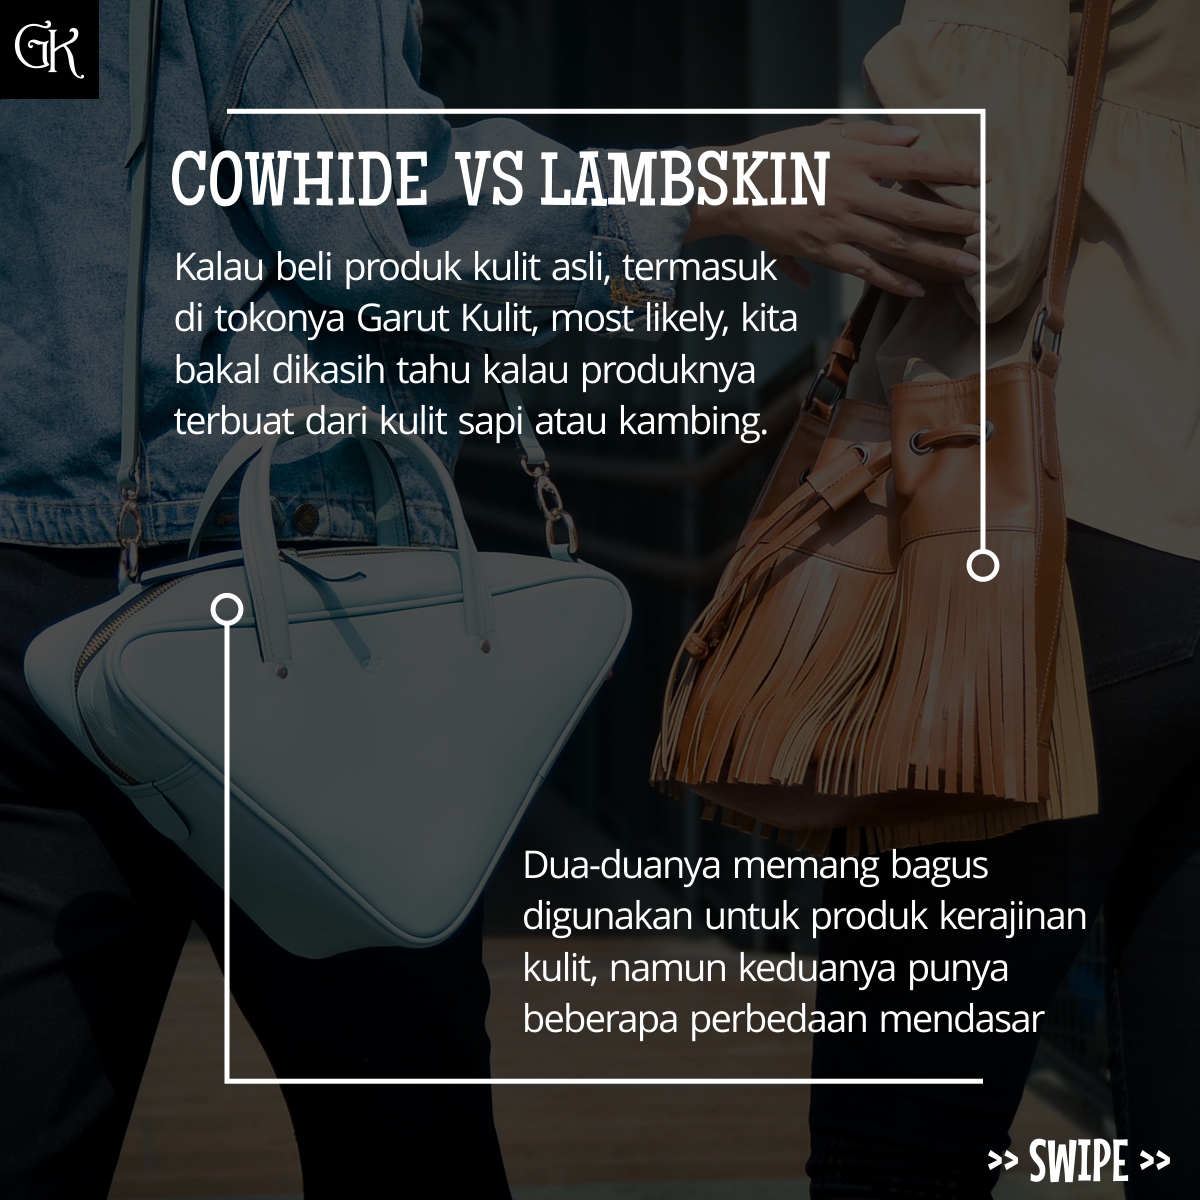 GK
COWHIDE VS LAMBSKIN
Kalau beli produk kulit asli, termasuk
di tokonya Garut Kulit, most likely, kita
bakal dikasih tahu kalau produknya
terbuat dari kulit sapi atau kambing.
Dua-duanya memang bagus
digunakan untuk produk kerajinan
kulit, namun keduanya punya
beberapa perbedaan mendasar
>> SWIPE >>